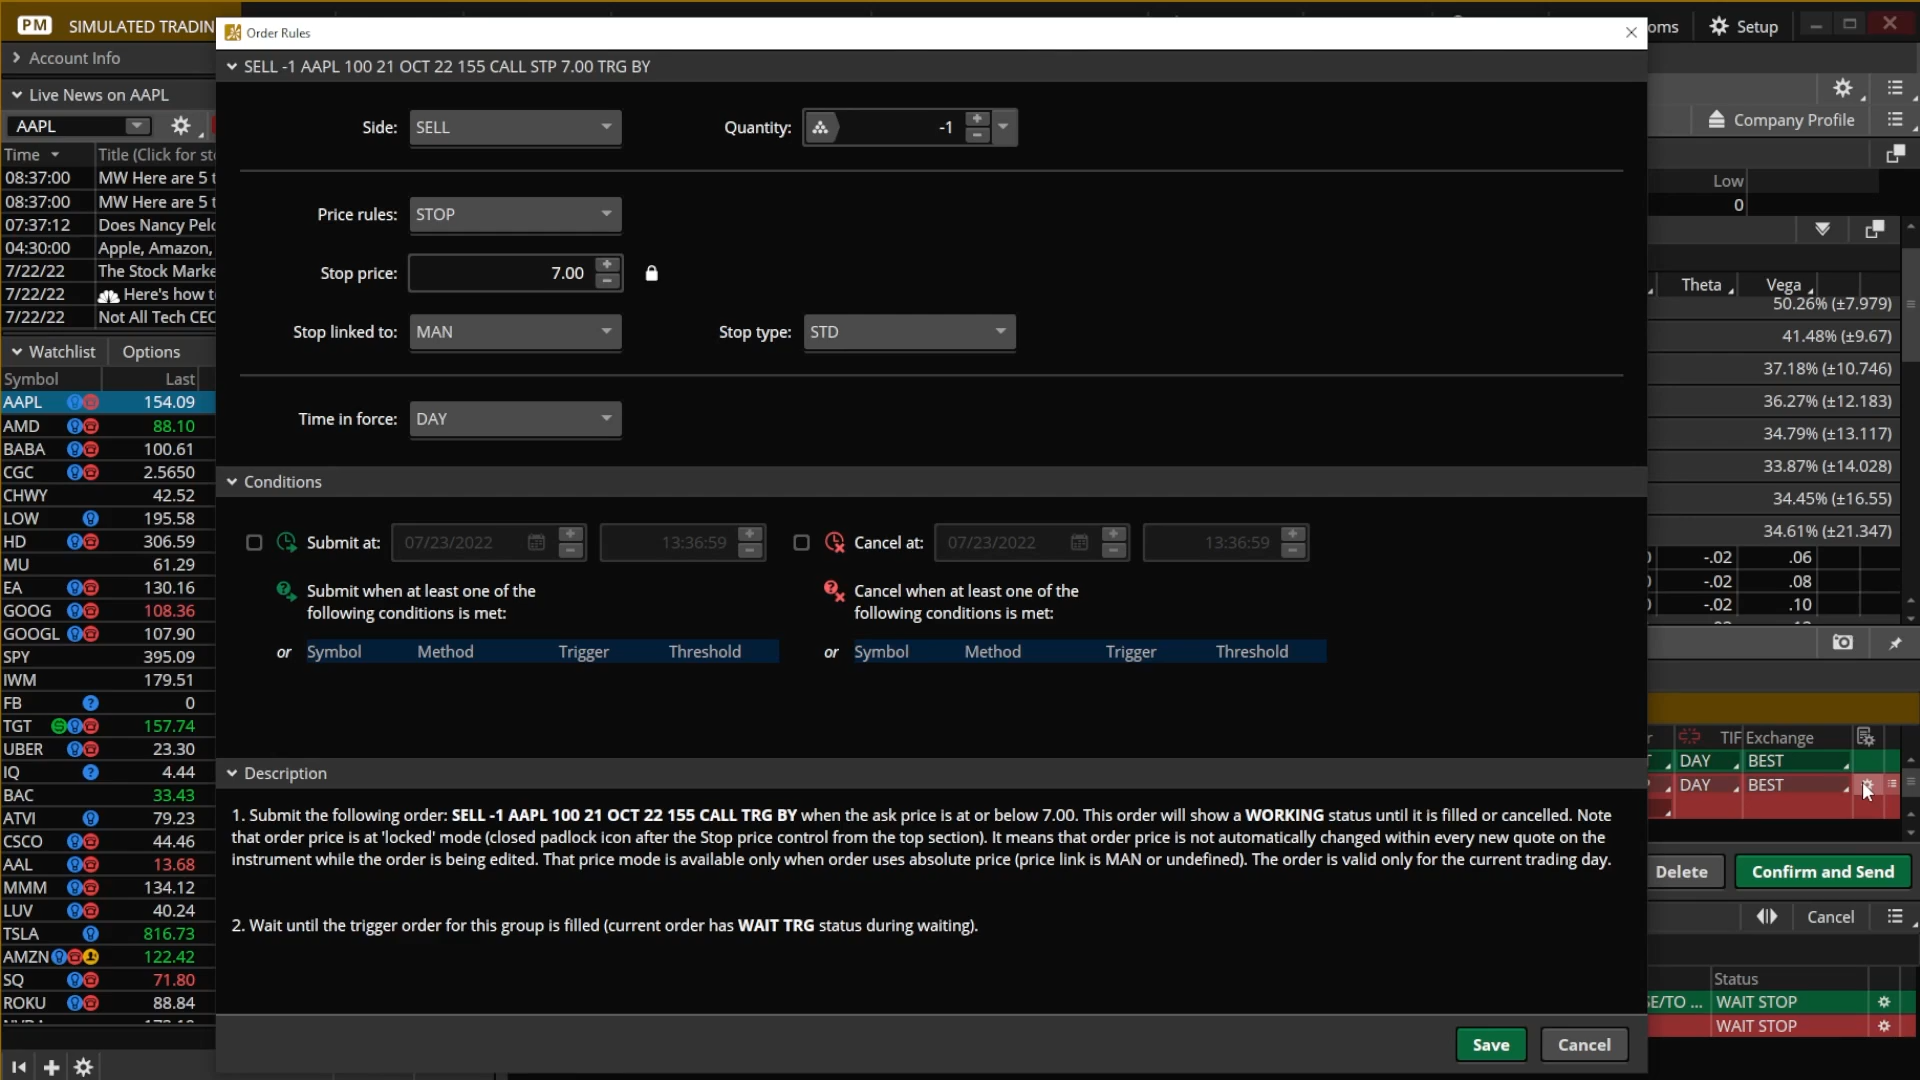 PM SIMULATED TRADIN
oms Setup
Account Info
Live News on AAPL
AAPL
Time Title (Click for st
08:37:00 MW Here are 5 t
08:37:00 MW Here are 5 t
07:37:12 Does Nancy Pelo
04:30:00 Apple, Amazon,
7/22/22 The Stock Marke
7/22/22 Here's how t
7/22/22 Not All Tech CEC
Watchlist Options
Symbol Last
AAPL 154.09
AMD 88.10
BABA 100.61
CGC 2.5650
CHWY 42.52
LOW 195.58
HD 306.59
MU 61.29
EA 130.16
GOOG 108.36
GOOGL 107.90
SPY 395.09
IWM 179.51
FB 0
TGT 157.74
UBER 23.30
IQ 4.44
BAC 33.43
ATVI 79.23
CSCO 44.46
AAL 13.68
MMM 134.12
LUV 40.24
TSLA 816.73
AMZN 122.42
SQ 71.80
ROKU 88.84
Order Rules
SELL -1 AAPL 100 21 OCT 22 155 CALL STP 7.00 TRG BY
Side: SELL Quantity: -1
Price rules: STOP
Stop price: 7.00
Stop linked to: MAN Stop type: STD
Time in force: DAY
Conditions
Submit at: 07/23/2022 13:36:59 Cancel at: 07/23/2022 13:36:59
Submit when at least one of the
following conditions is met:
Cancel when at least one of the
following conditions is met:
or Symbol Method Trigger Threshold
or Symbol Method Trigger Threshold
Description
1. Submit the following order: SELL -1 AAPL 100 21 OCT 22 155 CALL TRG BY when the ask price is at or below 7.00. This order will show a WORKING status until it is filled or cancelled. Note
that order price is at 'locked' mode (closed padlock icon after the Stop price control from the top section). It means that order price is not automatically changed within every new quote on the
instrument while the order is being edited. That price mode is available only when order uses absolute price (price link is MAN or undefined). The order is valid only for the current trading day.
2. Wait until the trigger order for this group is filled (current order has WAIT TRG status during waiting).
Save Cancel
Company Profile
Low
0
Theta Vega
50.26% (±7.979)
41.48% (±9.67)
37.18% (±10.746)
36.27% (±12.183)
34.79% (±13.117)
33.87% (±14.028)
34.45% (±16.55)
34.61% (±21.347)
-.02 .06
-.02 .08
-.02 .10
TIF Exchange
DAY BEST
DAY BEST
Delete Confirm and Send
Cancel
Status
SE/TO ... WAIT STOP
WAIT STOP